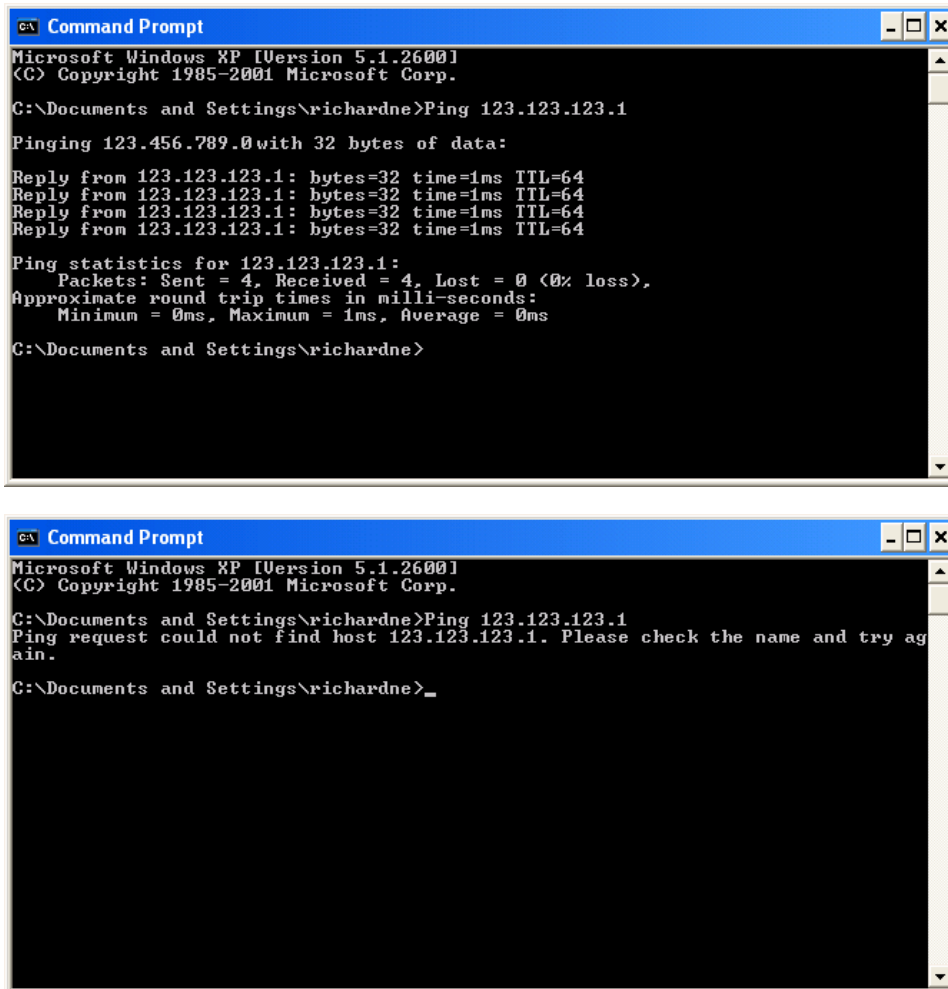 Command Prompt
Microsoft Windows XP [Version 5.1.2600]
(C) Copyright 1985-2001 Microsoft Corp.
C:\Documents and Settings\richardne>Ping 123.123.123.1
Pinging 123.456.789.0 with 32 bytes of data:
Reply from 123.123.123.1: bytes=32 time=1ms TTL=64
Reply from 123.123.123.1: bytes=32 time=1ms TTL=64
Reply from 123.123.123.1: bytes=32 time=1ms TTL=64
Reply from 123.123.123.1: bytes=32 time=1ms TTL=64
Ping statistics for 123.123.123.1:
    Packets: Sent = 4, Received = 4, Lost = 0 (0% loss),
Approximate round trip times in milli-seconds:
    Minimum = 0ms, Maximum = 1ms, Average = 0ms
C:\Documents and Settings\richardne>
Command Prompt
Microsoft Windows XP [Version 5.1.2600]
(C) Copyright 1985-2001 Microsoft Corp.
C:\Documents and Settings\richardne>Ping 123.123.123.1
Ping request could not find host 123.123.123.1. Please check the name and try ag
ain.
C:\Documents and Settings\richardne>_